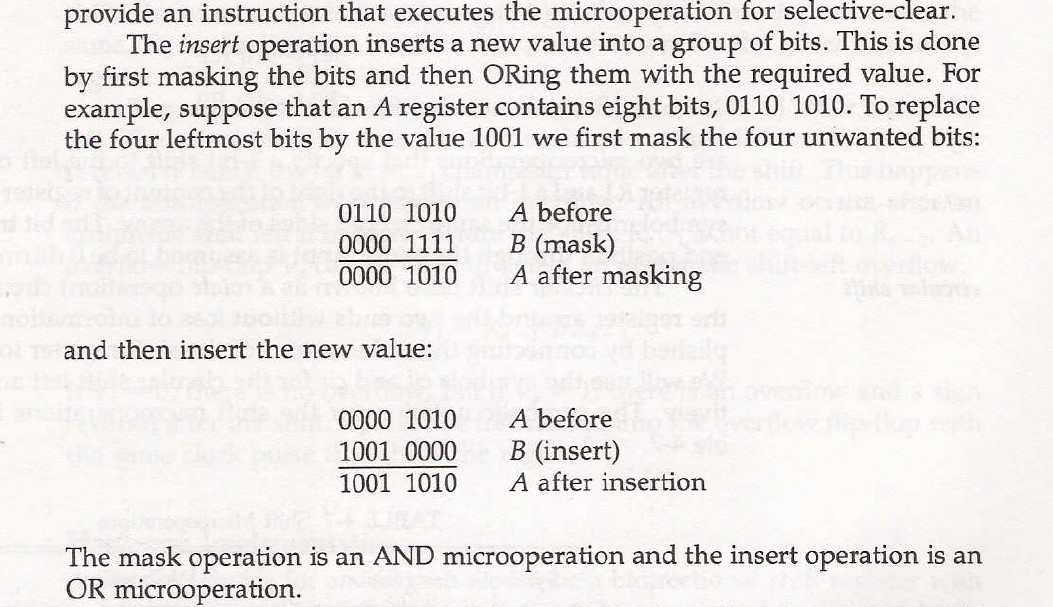 provide an instruction that executes the microoperation for selective-clear.
The insert operation inserts a new value into a group of bits. This is done
by first masking the bits and then ORing them with the required value. For
example, suppose that an A register contains eight bits, 0110 1010. To replace
the four leftmost bits by the value 1001 we first mask the four unwanted bits:
0110 1010 A before
0000 1111 B (mask)
0000 1010 A after masking
and then insert the new value:
0000 1010 A before
1001 0000 B (insert)
1001 1010 A after insertion
The mask operation is an AND microoperation and the insert operation is an
OR microoperation.